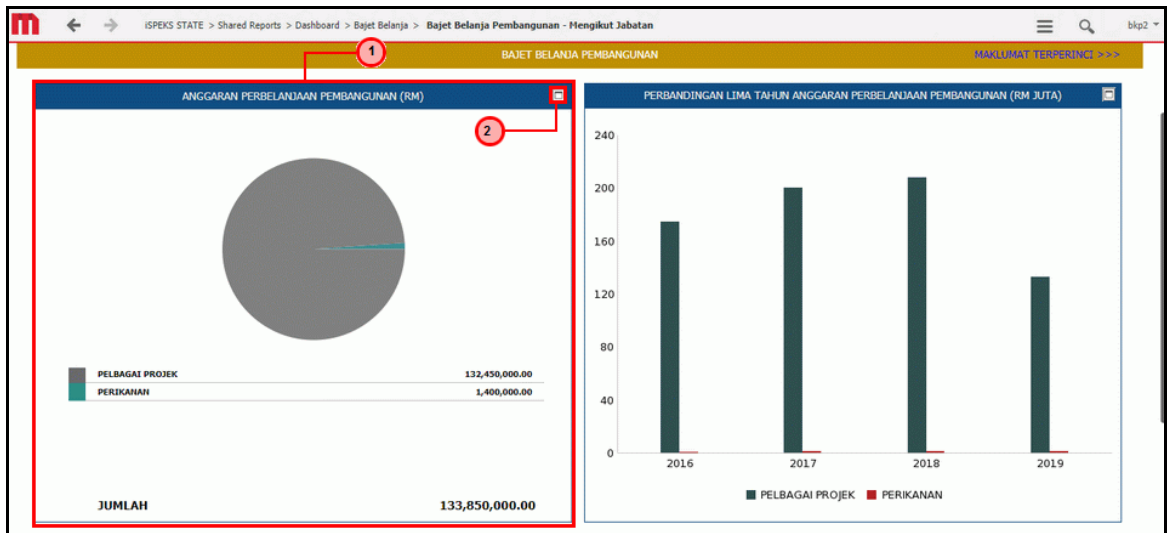 iSPEKS STATE > Shared Reports > Dashboard > Bajet Belanja > Bajet Belanja Pembangunan - Mengikut Jabatan
bkp2
1
BAJET BELANJA PEMBANGUNAN
MAKLUMAT TERPERINCI >>>
ANGGARAN PERBELANJAAN PEMBANGUNAN (RM)
2
PELBAGAI PROJEK 132,450,000.00
PERIKANAN 1,400,000.00
JUMLAH 133,850,000.00
PERBANDINGAN LIMA TAHUN ANGGARAN PERBELANJAAN PEMBANGUNAN (RM JUTA)
240
200
160
120
80
40
0
2016 2017 2018 2019
PELBAGAI PROJEK PERIKANAN